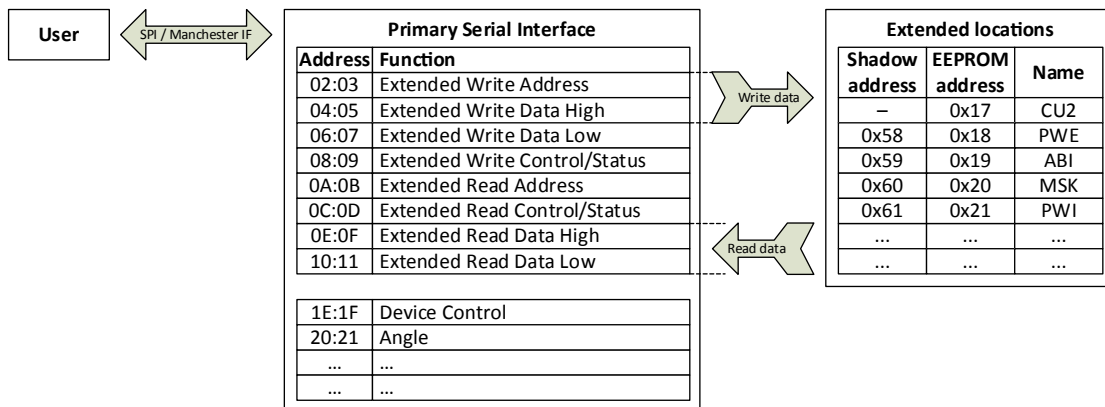 User
SPI / Manchester IF
Primary Serial Interface
Address Function
02:03 Extended Write Address
04:05 Extended Write Data High
06:07 Extended Write Data Low
08:09 Extended Write Control/Status
0A:0B Extended Read Address
0C:0D Extended Read Control/Status
0E:0F Extended Read Data High
10:11 Extended Read Data Low
1E:1F Device Control
20:21 Angle
... ...
... ...
Write data
Read data
Extended locations
Shadow address EEPROM address Name
– 0x17 CU2
0x58 0x18 PWE
0x59 0x19 ABI
0x60 0x20 MSK
0x61 0x21 PWI
... ... ...
... ... ...